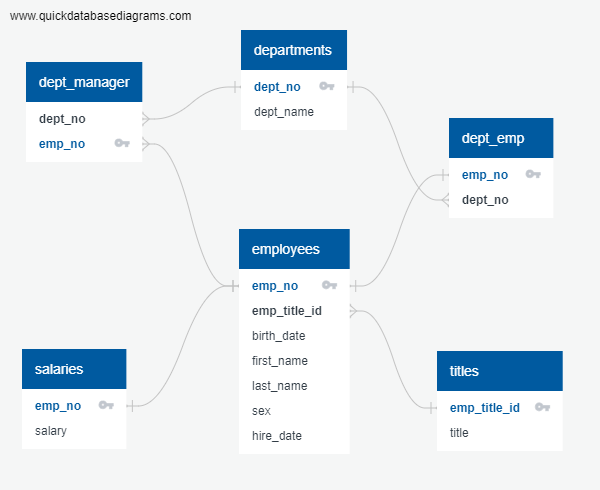 www.quickdatabasediagrams.com
departments
dept_no
dept_name
dept_manager
dept_no
emp_no
dept_emp
emp_no
dept_no
employees
emp_no
emp_title_id
birth_date
first_name
last_name
sex
hire_date
salaries
emp_no
salary
titles
emp_title_id
title